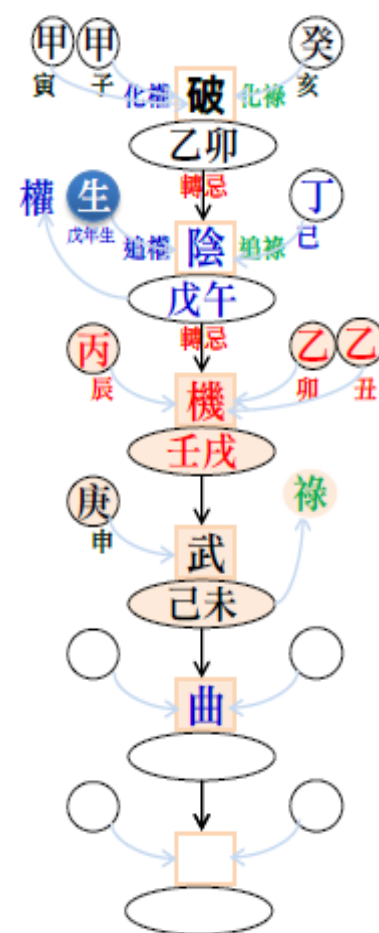 甲 甲 癸
寅 子 化權 破 化祿 亥
乙卯
轉忌
權 生 丁
戊年生 追權 陰 追祿 己
戊午
轉忌
丙 乙 乙
辰 機 卯 丑
壬戌
庚 祿
申 武
己未
曲